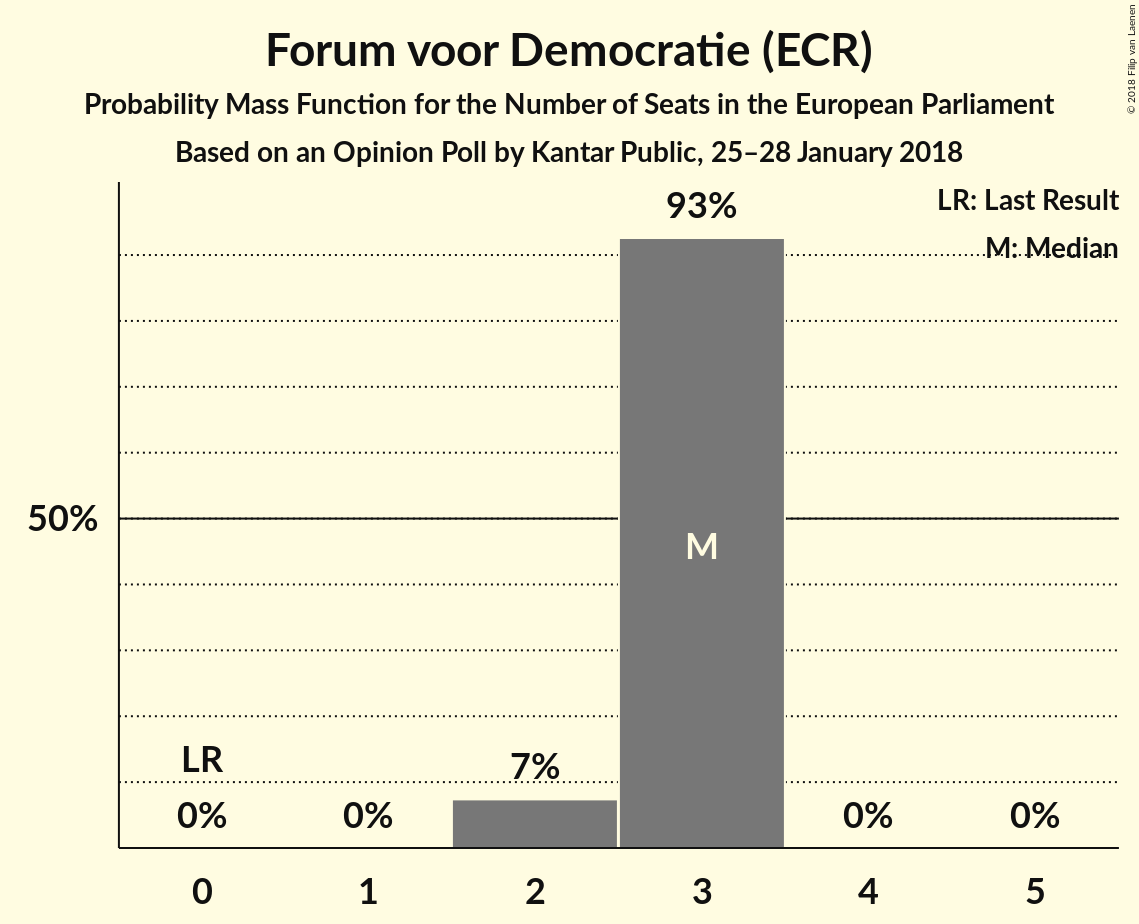 Forum voor Democratie (ECR)
Probability Mass Function for the Number of Seats in the European Parliament
Based on an Opinion Poll by Kantar Public, 25–28 January 2018
© 2018 Filip van Laenen
LR: Last Result
M: Median
93%
50%
M
LR
7%
0%
0%
0%
0%
0
1
2
3
4
5